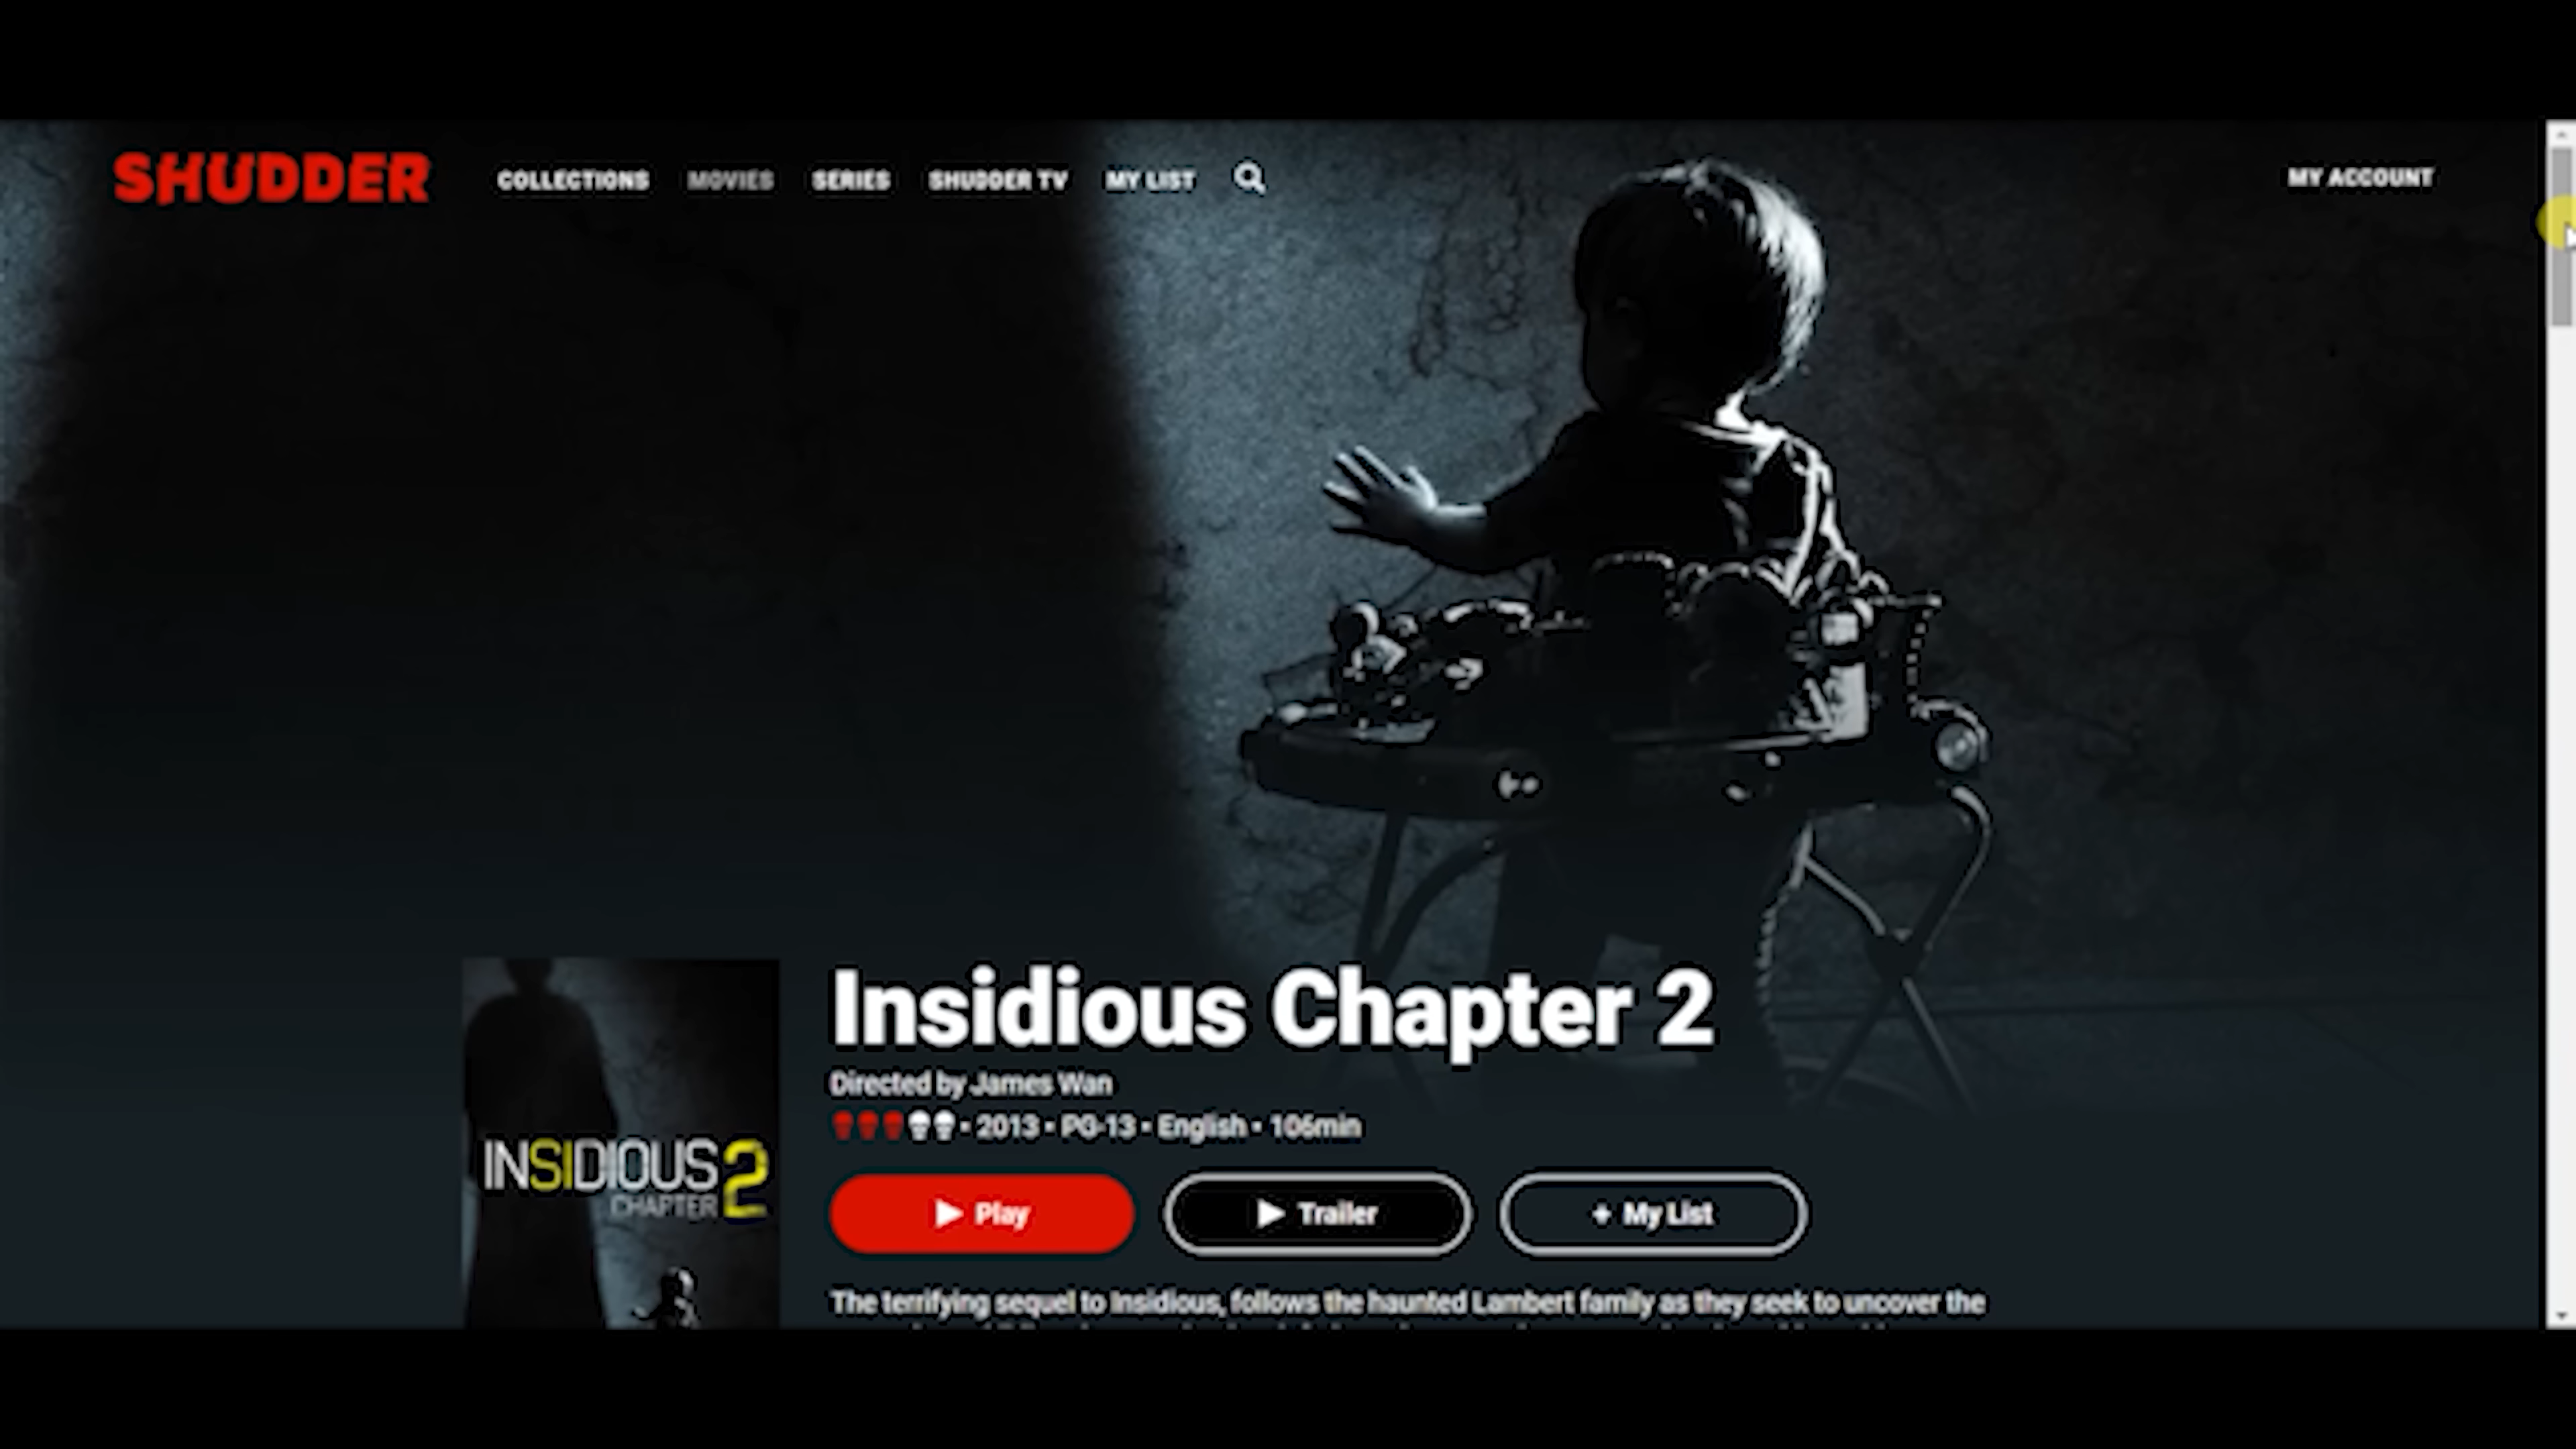 SHUDDER COLLECTIONS MOVIES SERIES SHUDDER TV MY LIST MY ACCOUNT
Insidious Chapter 2
Directed by James Wan
• 2013 • PG-13 • English • 106min
INSIDIOUS 2
CHAPTER
Play Trailer + My List
The terrifying sequel to Insidious, follows the haunted Lambert family as they seek to uncover the